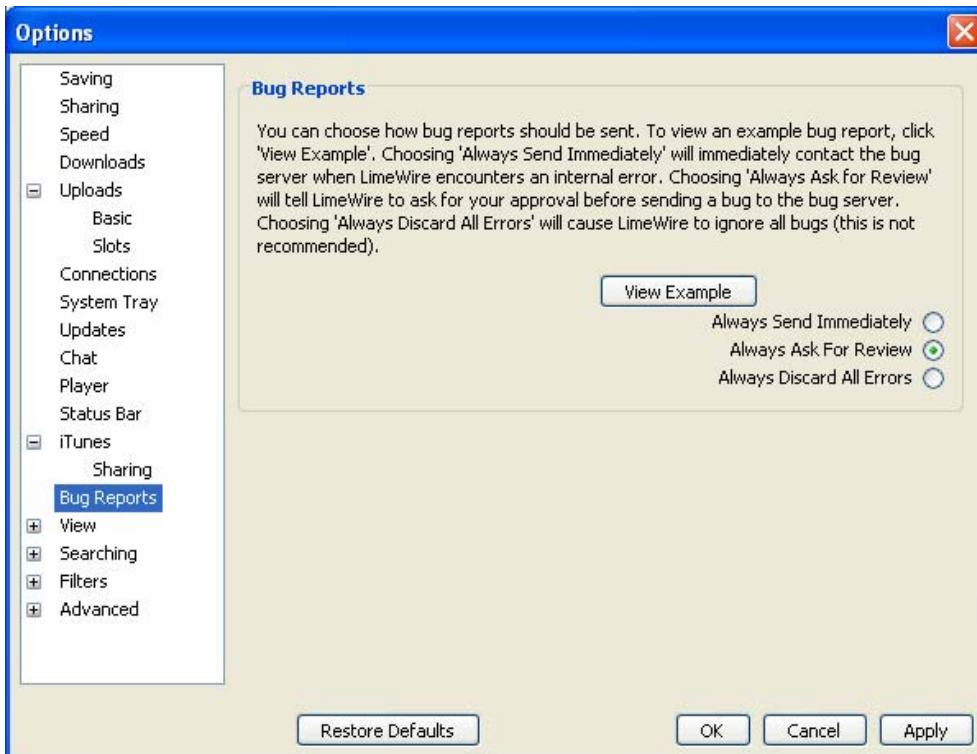 Options
Saving
Sharing
Speed
Downloads
Uploads
Basic
Slots
Connections
System Tray
Updates
Chat
Player
Status Bar
iTunes
Sharing
Bug Reports
View
Searching
Filters
Advanced
Bug Reports
You can choose how bug reports should be sent. To view an example bug report, click
'View Example'. Choosing 'Always Send Immediately' will immediately contact the bug
server when LimeWire encounters an internal error. Choosing 'Always Ask for Review'
will tell LimeWire to ask for your approval before sending a bug to the bug server.
Choosing 'Always Discard All Errors' will cause LimeWire to ignore all bugs (this is not
recommended).
View Example
Always Send Immediately
Always Ask For Review
Always Discard All Errors
Restore Defaults
OK
Cancel
Apply